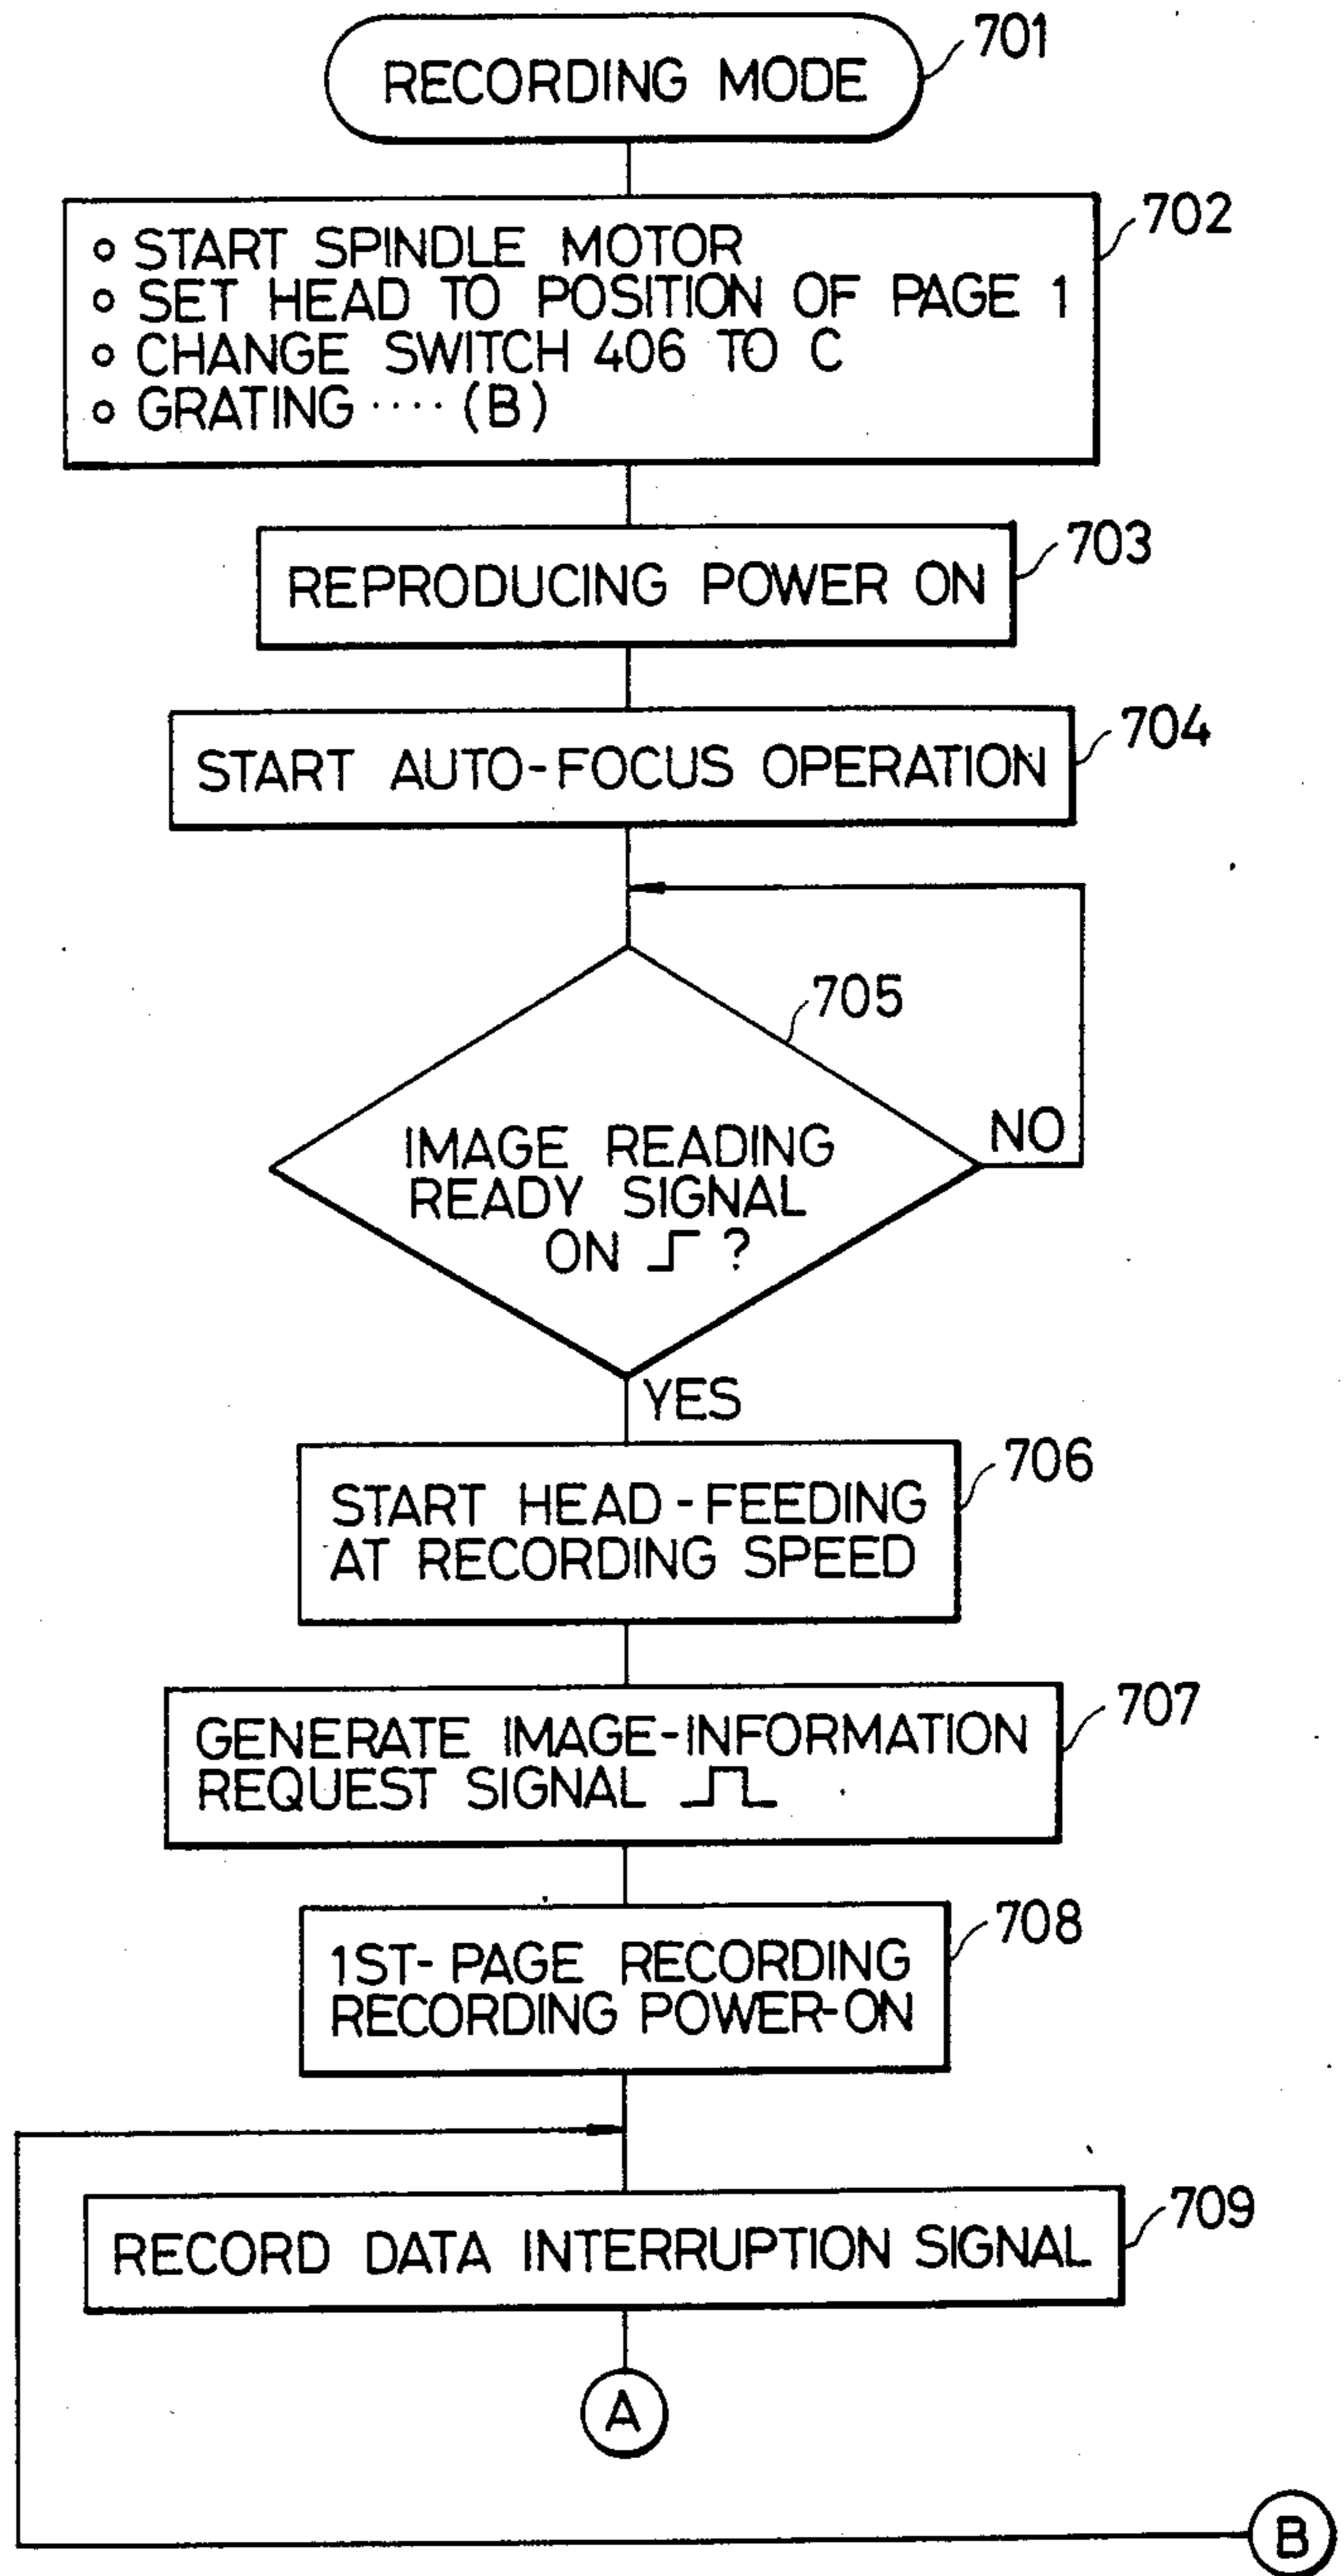 RECORDING MODE
701
702
○ START SPINDLE MOTOR
○ SET HEAD TO POSITION OF PAGE 1
○ CHANGE SWITCH 406 TO C
○ GRATING ···· (B)
703
REPRODUCING POWER ON
704
START AUTO-FOCUS OPERATION
705
IMAGE READING
READY SIGNAL
ON ?
NO
YES
706
START HEAD-FEEDING
AT RECORDING SPEED
707
GENERATE IMAGE-INFORMATION
REQUEST SIGNAL
708
1ST-PAGE RECORDING
RECORDING POWER-ON
709
RECORD DATA INTERRUPTION SIGNAL
A
B